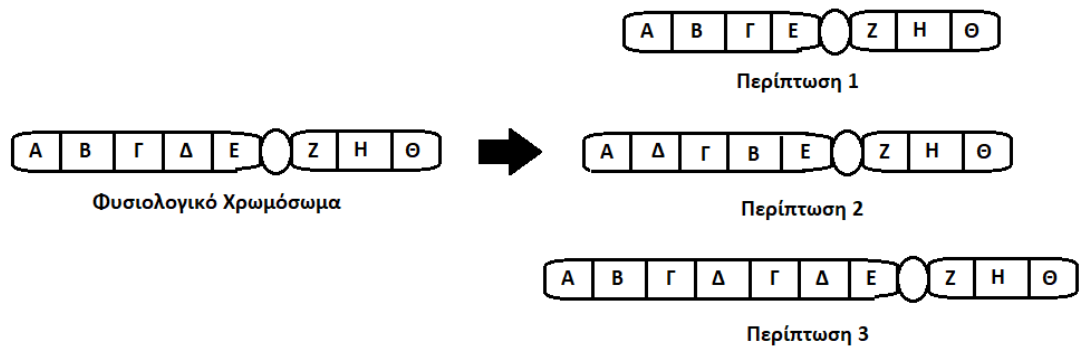 Α Β Γ Ε Ζ Η Θ
Περίπτωση 1
Α Β Γ Δ Ε Ζ Η Θ
Φυσιολογικό Χρωμόσωμα
Α Δ Γ Β Ε Ζ Η Θ
Περίπτωση 2
Α Β Γ Δ Γ Δ Ε Ζ Η Θ
Περίπτωση 3